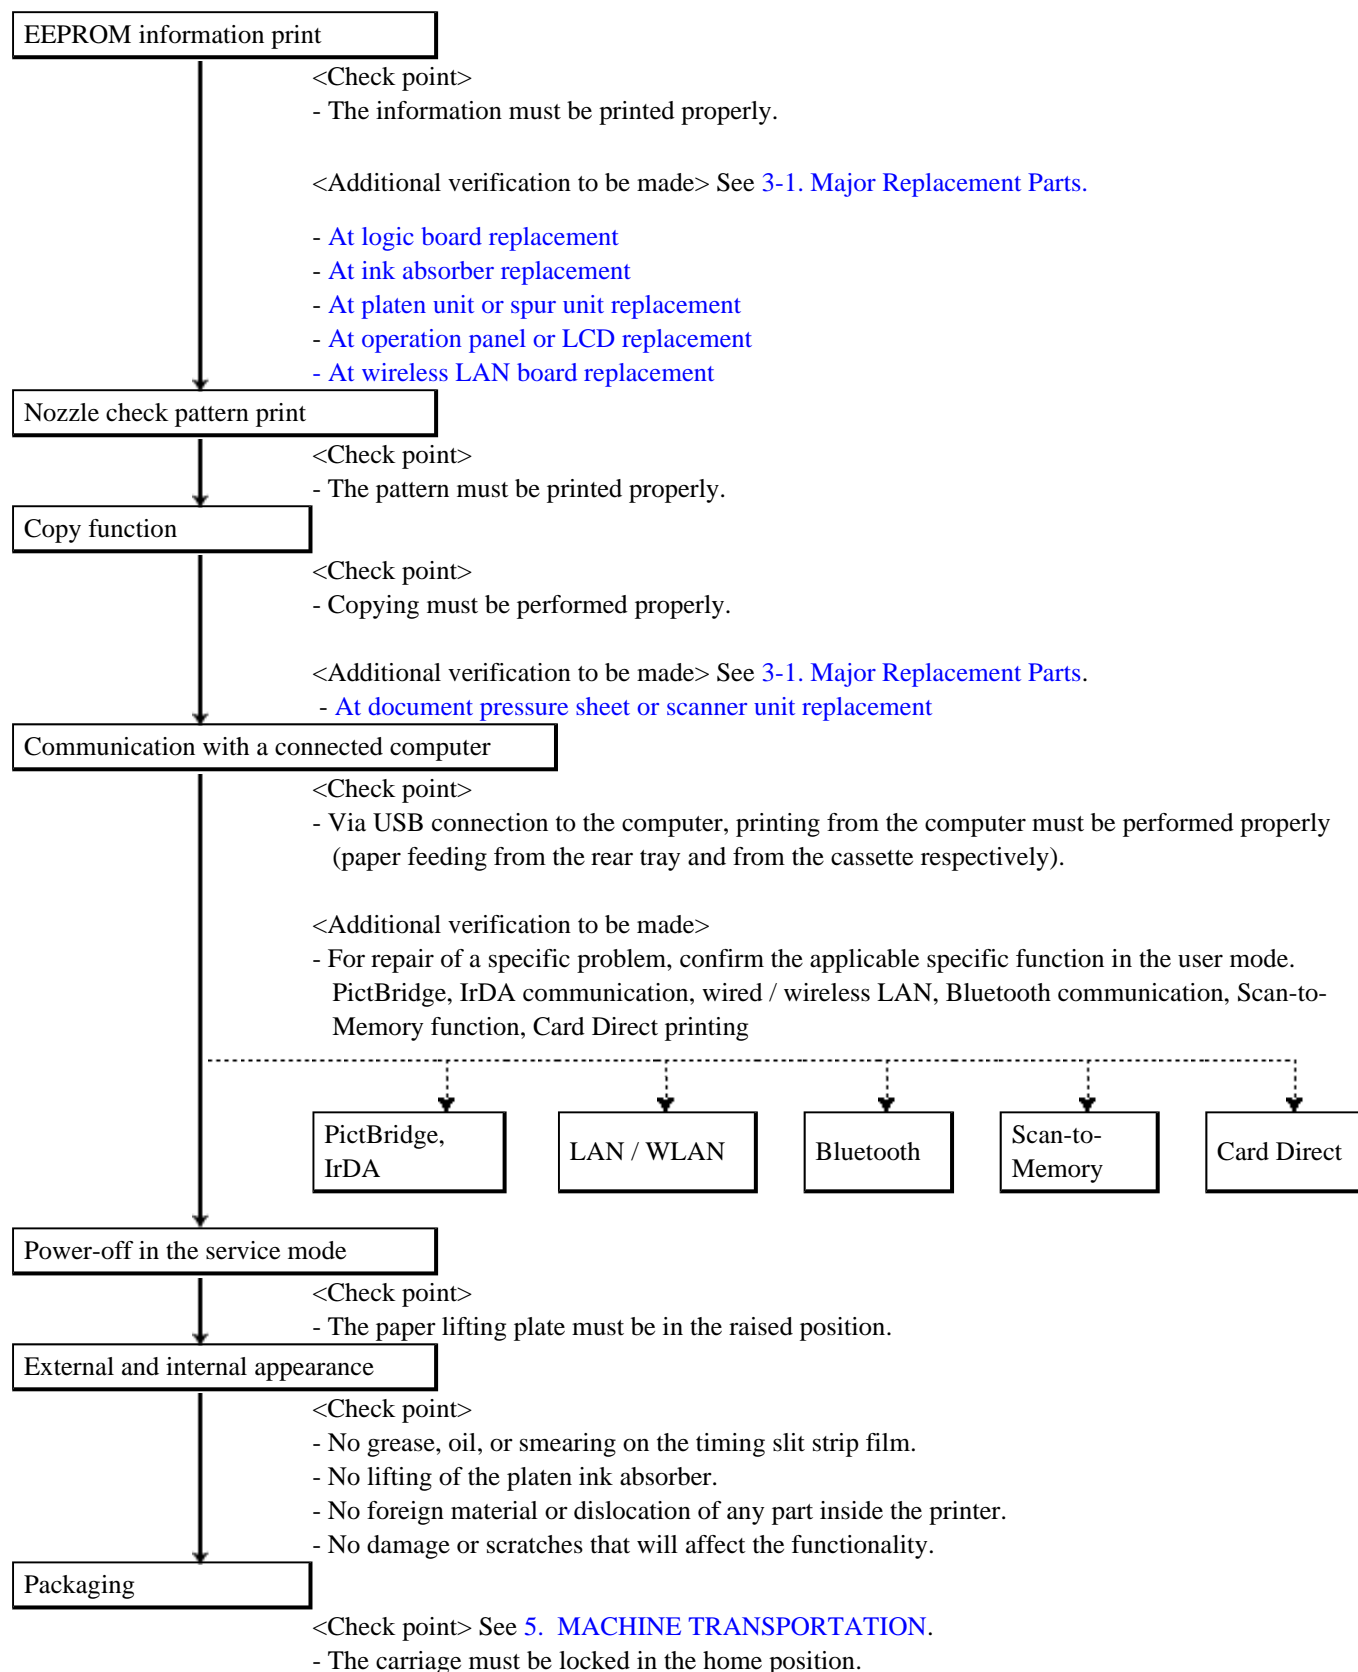 EEPROM information print
<Check point>
- The information must be printed properly.
<Additional verification to be made> See 3-1. Major Replacement Parts.
- At logic board replacement
- At ink absorber replacement
- At platen unit or spur unit replacement
- At operation panel or LCD replacement
- At wireless LAN board replacement
Nozzle check pattern print
<Check point>
- The pattern must be printed properly.
Copy function
<Check point>
- Copying must be performed properly.
<Additional verification to be made> See 3-1. Major Replacement Parts.
- At document pressure sheet or scanner unit replacement
Communication with a connected computer
<Check point>
- Via USB connection to the computer, printing from the computer must be performed properly
(paper feeding from the rear tray and from the cassette respectively).
<Additional verification to be made>
- For repair of a specific problem, confirm the applicable specific function in the user mode.
PictBridge, IrDA communication, wired / wireless LAN, Bluetooth communication, Scan-to-
Memory function, Card Direct printing
PictBridge,
IrDA
LAN / WLAN
Bluetooth
Scan-to-
Memory
Card Direct
Power-off in the service mode
<Check point>
- The paper lifting plate must be in the raised position.
External and internal appearance
<Check point>
- No grease, oil, or smearing on the timing slit strip film.
- No lifting of the platen ink absorber.
- No foreign material or dislocation of any part inside the printer.
- No damage or scratches that will affect the functionality.
Packaging
<Check point> See 5. MACHINE TRANSPORTATION.
- The carriage must be locked in the home position.